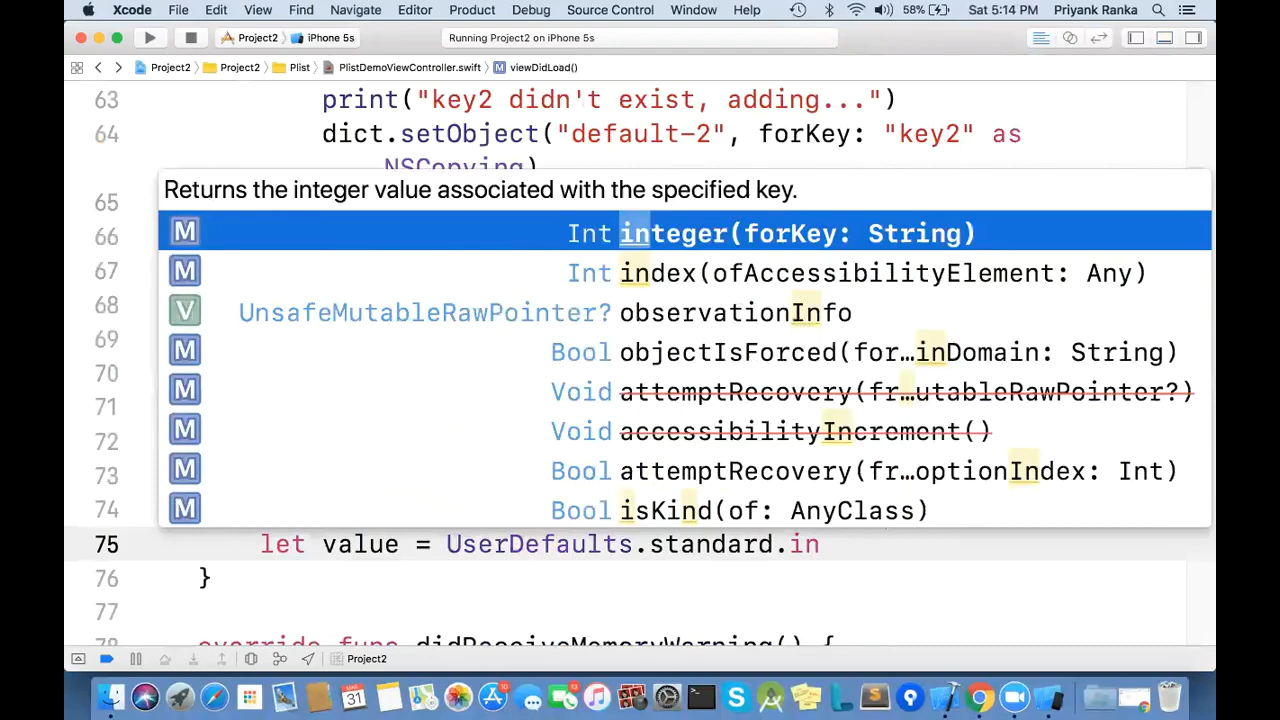 Xcode File Edit View Find Navigate Editor Product Debug Source Control Window Help 58% Sat 5:14 PM Priyank Ranka
Project2 iPhone 5s Running Project2 on iPhone 5s
Project2 Project2 Plist PlistDemoViewController.swift M viewDidLoad()
63 print("key2 didn't exist, adding...")
64 dict.setObject("default-2", forKey: "key2" as
NSCopying)
65 Returns the integer value associated with the specified key.
66 M Int integer(forKey: String)
67 M Int index(ofAccessibilityElement: Any)
68 V UnsafeMutableRawPointer? observationInfo
69 M Bool objectIsForced(for…inDomain: String)
70 M Void attemptRecovery(fr…utableRawPointer?)
71 M Void accessibilityIncrement()
72
73 M Bool attemptRecovery(fr…optionIndex: Int)
74 M Bool isKind(of: AnyClass)
75 let value = UserDefaults.standard.in
76 }
77
78 override func didReceiveMemoryWarning() {
Project2
31